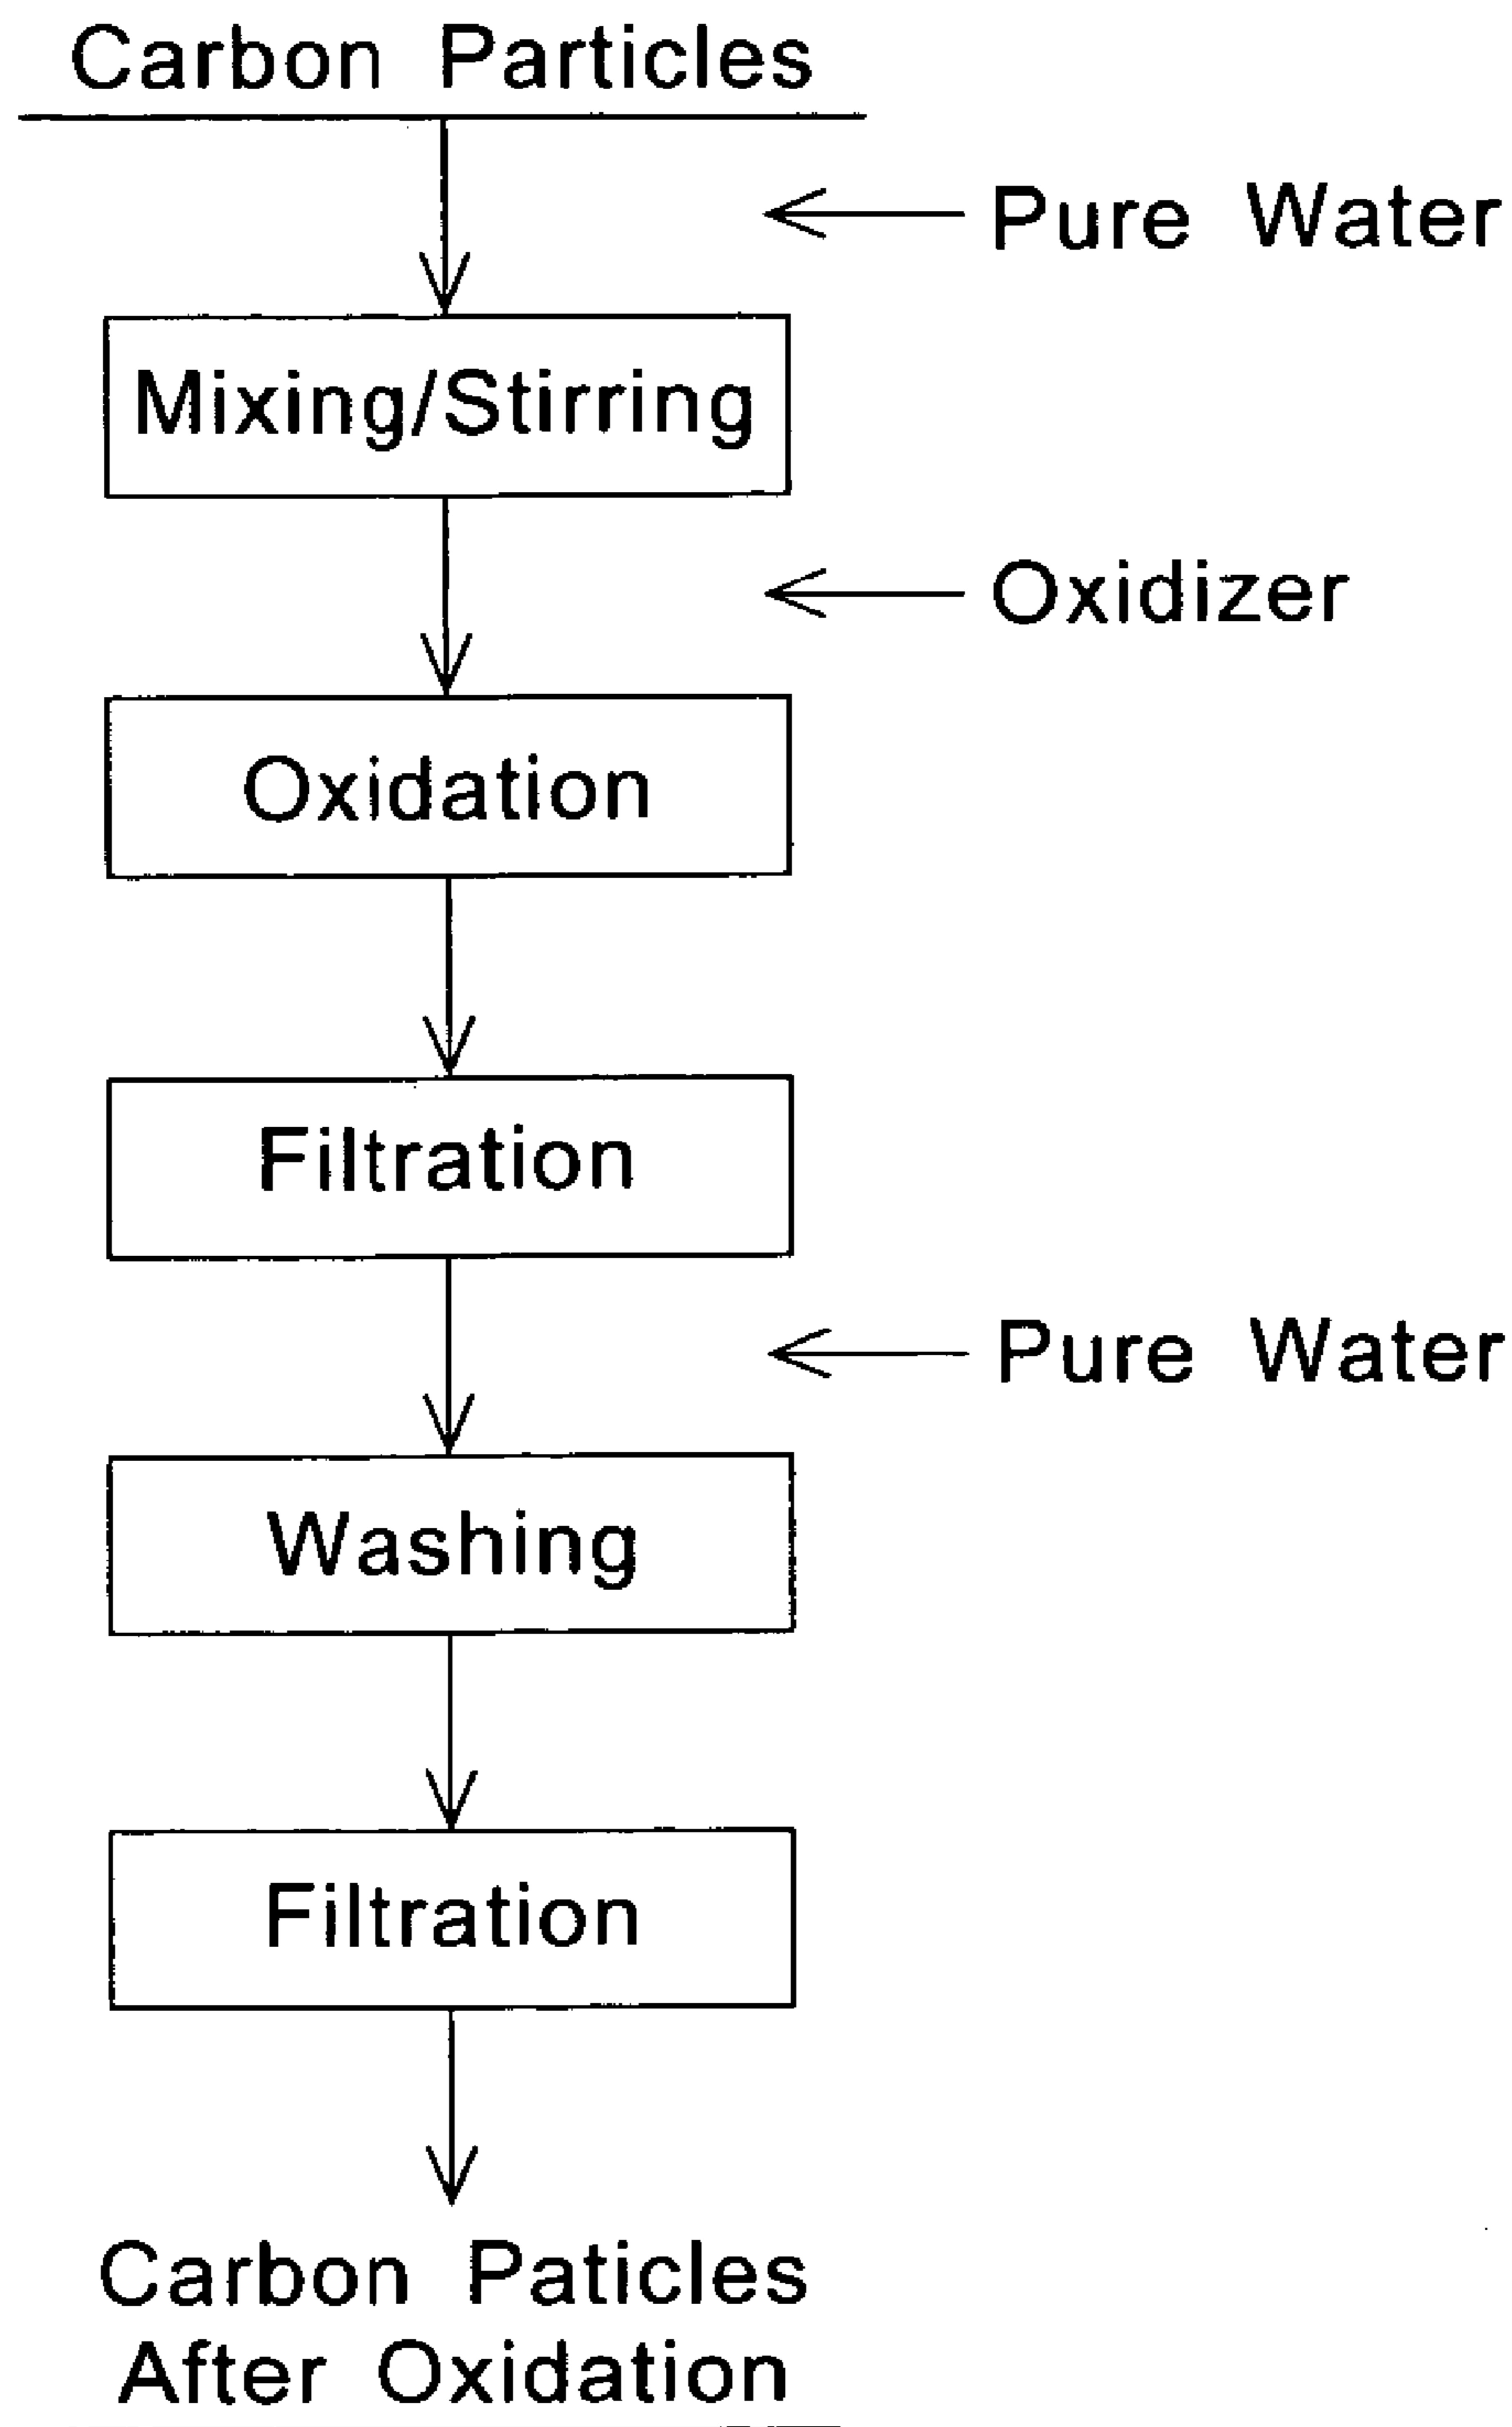 Carbon Particles
Pure Water
Mixing/Stirring
Oxidizer
Oxidation
Filtration
Pure Water
Washing
Filtration
Carbon Paticles
After Oxidation